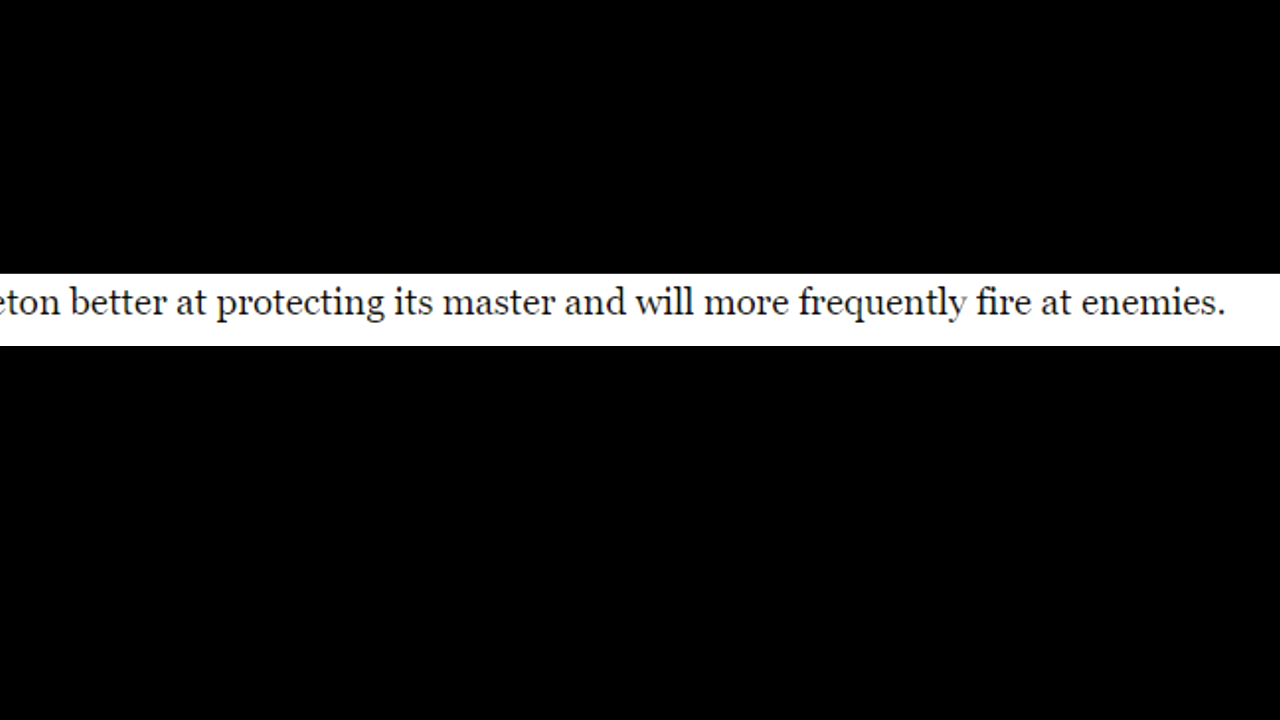 eton better at protecting its master and will more frequently fire at enemies.